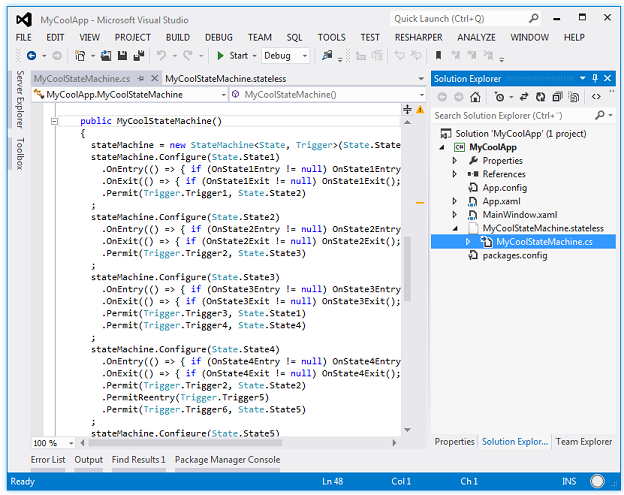 MyCoolApp - Microsoft Visual Studio
Quick Launch (Ctrl+Q)
FILE EDIT VIEW PROJECT BUILD DEBUG TEAM SQL TOOLS TEST RESHARPER ANALYZE WINDOW HELP
Start Debug
Server Explorer
Toolbox
MyCoolStateMachine.cs MyCoolStateMachine.stateless
MyCoolApp.MyCoolStateMachine MyCoolStateMachine()
public MyCoolStateMachine()
{
stateMachine = new StateMachine<State, Trigger>(State.State
stateMachine.Configure(State.State1)
.OnEntry(() => { if (OnState1Entry != null) OnState1Entry
.OnExit(() => { if (OnState1Exit != null) OnState1Exit();
.Permit(Trigger.Trigger1, State.State2)
;
stateMachine.Configure(State.State2)
.OnEntry(() => { if (OnState2Entry != null) OnState2Entry
.OnExit(() => { if (OnState2Exit != null) OnState2Exit();
.Permit(Trigger.Trigger2, State.State3)
;
stateMachine.Configure(State.State3)
.OnEntry(() => { if (OnState3Entry != null) OnState3Entry
.OnExit(() => { if (OnState3Exit != null) OnState3Exit();
.Permit(Trigger.Trigger3, State.State1)
.Permit(Trigger.Trigger4, State.State4)
;
stateMachine.Configure(State.State4)
.OnEntry(() => { if (OnState4Entry != null) OnState4Entry
.OnExit(() => { if (OnState4Exit != null) OnState4Exit();
.Permit(Trigger.Trigger2, State.State2)
.PermitReentry(Trigger.Trigger5)
.Permit(Trigger.Trigger6, State.State5)
;
stateMachine.Configure(State.State5)
100 %
Solution Explorer
Search Solution Explorer (Ctrl+")
Solution 'MyCoolApp' (1 project)
MyCoolApp
Properties
References
App.config
App.xaml
MainWindow.xaml
MyCoolStateMachine.stateless
MyCoolStateMachine.cs
packages.config
Properties Solution Explor... Team Explorer
Error List Output Find Results 1 Package Manager Console
Ready Ln 48 Col 1 Ch 1 INS